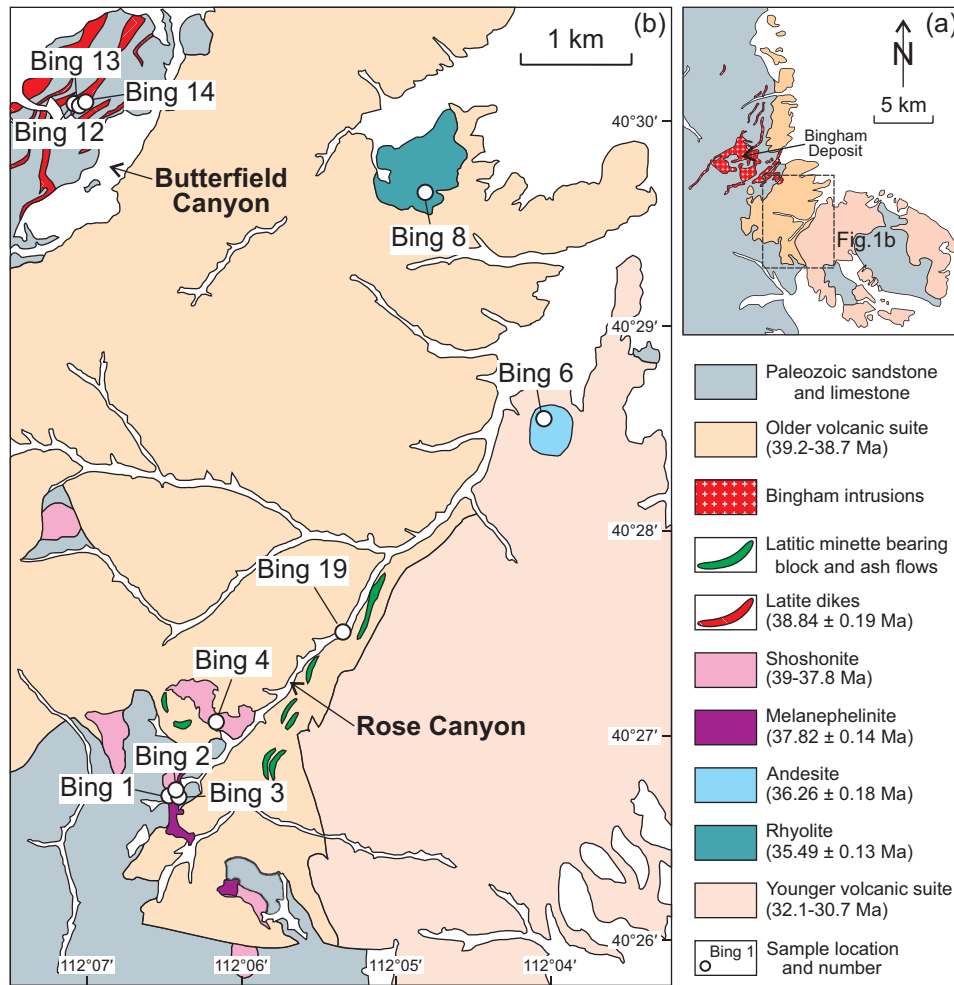 (b)
1 km
Bing 13
Bing 14
Bing 12
Butterfield
Canyon
Bing 8
40°30′
40°29′
Bing 6
40°28′
Bing 19
Bing 4
Rose Canyon
40°27′
Bing 2
Bing 1
Bing 3
40°26′
112°07′
112°06′
112°05′
112°04′
(a)
N
5 km
Bingham
Deposit
Fig.1b
Paleozoic sandstone
and limestone
Older volcanic suite
(39.2-38.7 Ma)
Bingham intrusions
Latitic minette bearing
block and ash flows
Latite dikes
(38.84 ± 0.19 Ma)
Shoshonite
(39-37.8 Ma)
Melanephelinite
(37.82 ± 0.14 Ma)
Andesite
(36.26 ± 0.18 Ma)
Rhyolite
(35.49 ± 0.13 Ma)
Younger volcanic suite
(32.1-30.7 Ma)
Bing 1
Sample location
and number